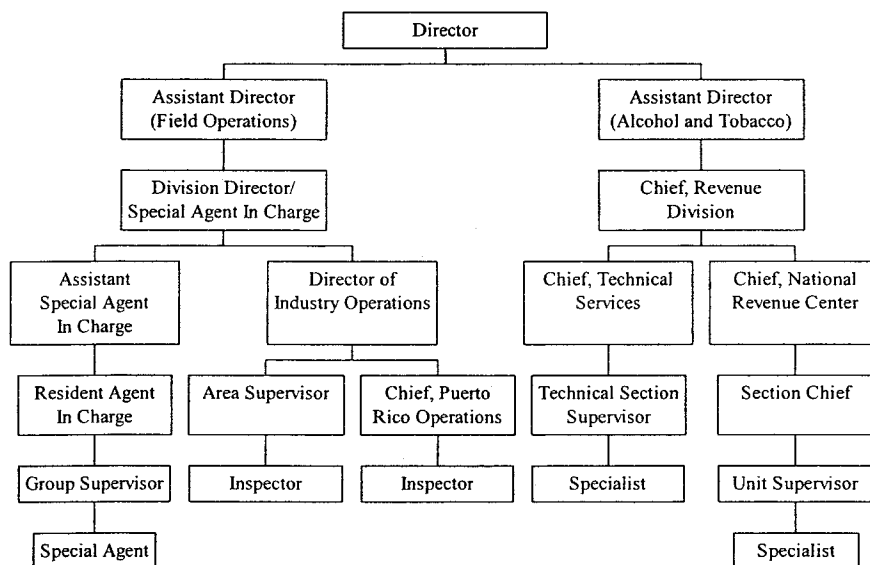 Director
Assistant Director
(Field Operations)
Assistant Director
(Alcohol and Tobacco)
Division Director/
Special Agent In Charge
Chief, Revenue
Division
Assistant
Special Agent
In Charge
Director of
Industry Operations
Chief, Technical
Services
Chief, National
Revenue Center
Resident Agent
In Charge
Area Supervisor
Chief, Puerto
Rico Operations
Technical Section
Supervisor
Section Chief
Group Supervisor
Inspector
Inspector
Specialist
Unit Supervisor
Special Agent
Specialist